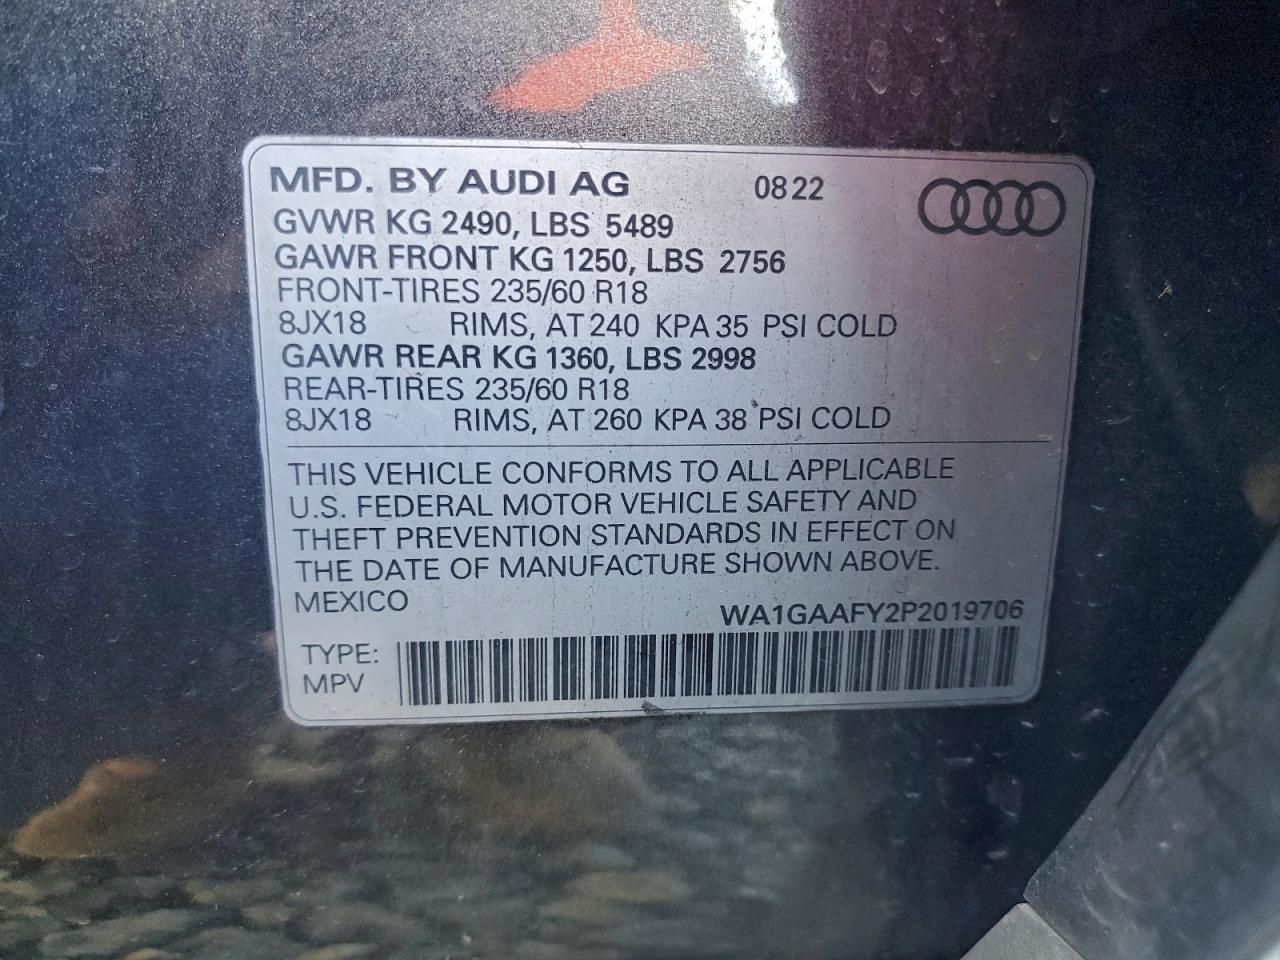 MFD. BY AUDI AG 08 22
GVWR KG 2490, LBS 5489
GAWR FRONT KG 1250, LBS 2756
FRONT-TIRES 235/60 R18
8JX18 RIMS, AT 240 KPA 35 PSI COLD
GAWR REAR KG 1360, LBS 2998
REAR-TIRES 235/60 R18
8JX18 RIMS, AT 260 KPA 38 PSI COLD
THIS VEHICLE CONFORMS TO ALL APPLICABLE
U.S. FEDERAL MOTOR VEHICLE SAFETY AND
THEFT PREVENTION STANDARDS IN EFFECT ON
THE DATE OF MANUFACTURE SHOWN ABOVE.
MEXICO WA1GAAFY2P2019706
TYPE:
MPV